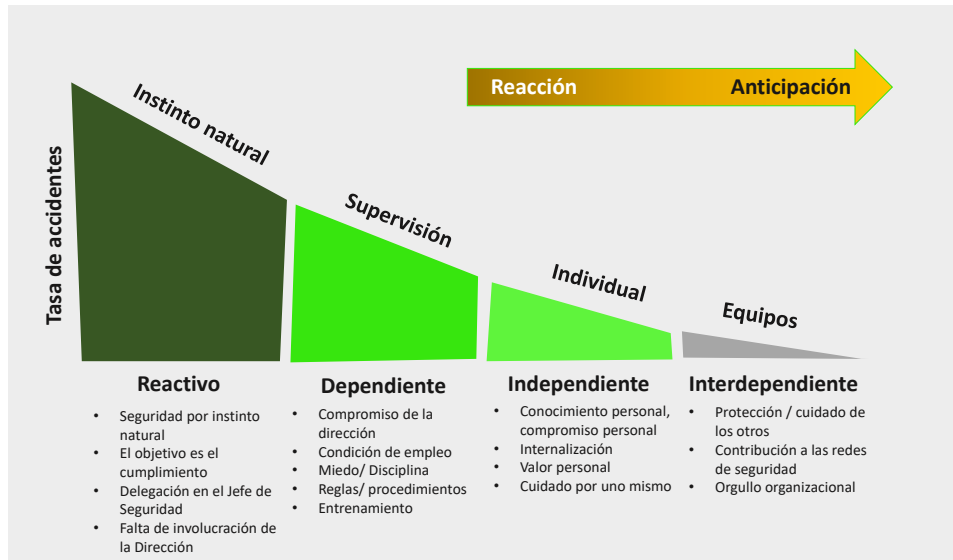 Reacción
Anticipación
Instinto natural
Supervisión
Individual
Equipos
Tasa de accidentes
Reactivo
• Seguridad por instinto
natural
• El objetivo es el
cumplimiento
• Delegación en el Jefe de
Seguridad
• Falta de involucración de
la Dirección
Dependiente
• Compromiso de la
dirección
• Condición de empleo
• Miedo/ Disciplina
• Reglas/ procedimientos
• Entrenamiento
Independiente
• Conocimiento personal,
compromiso personal
• Internalización
• Valor personal
• Cuidado por uno mismo
Interdependiente
• Protección / cuidado de
los otros
• Contribución a las redes
de seguridad
• Orgullo organizacional